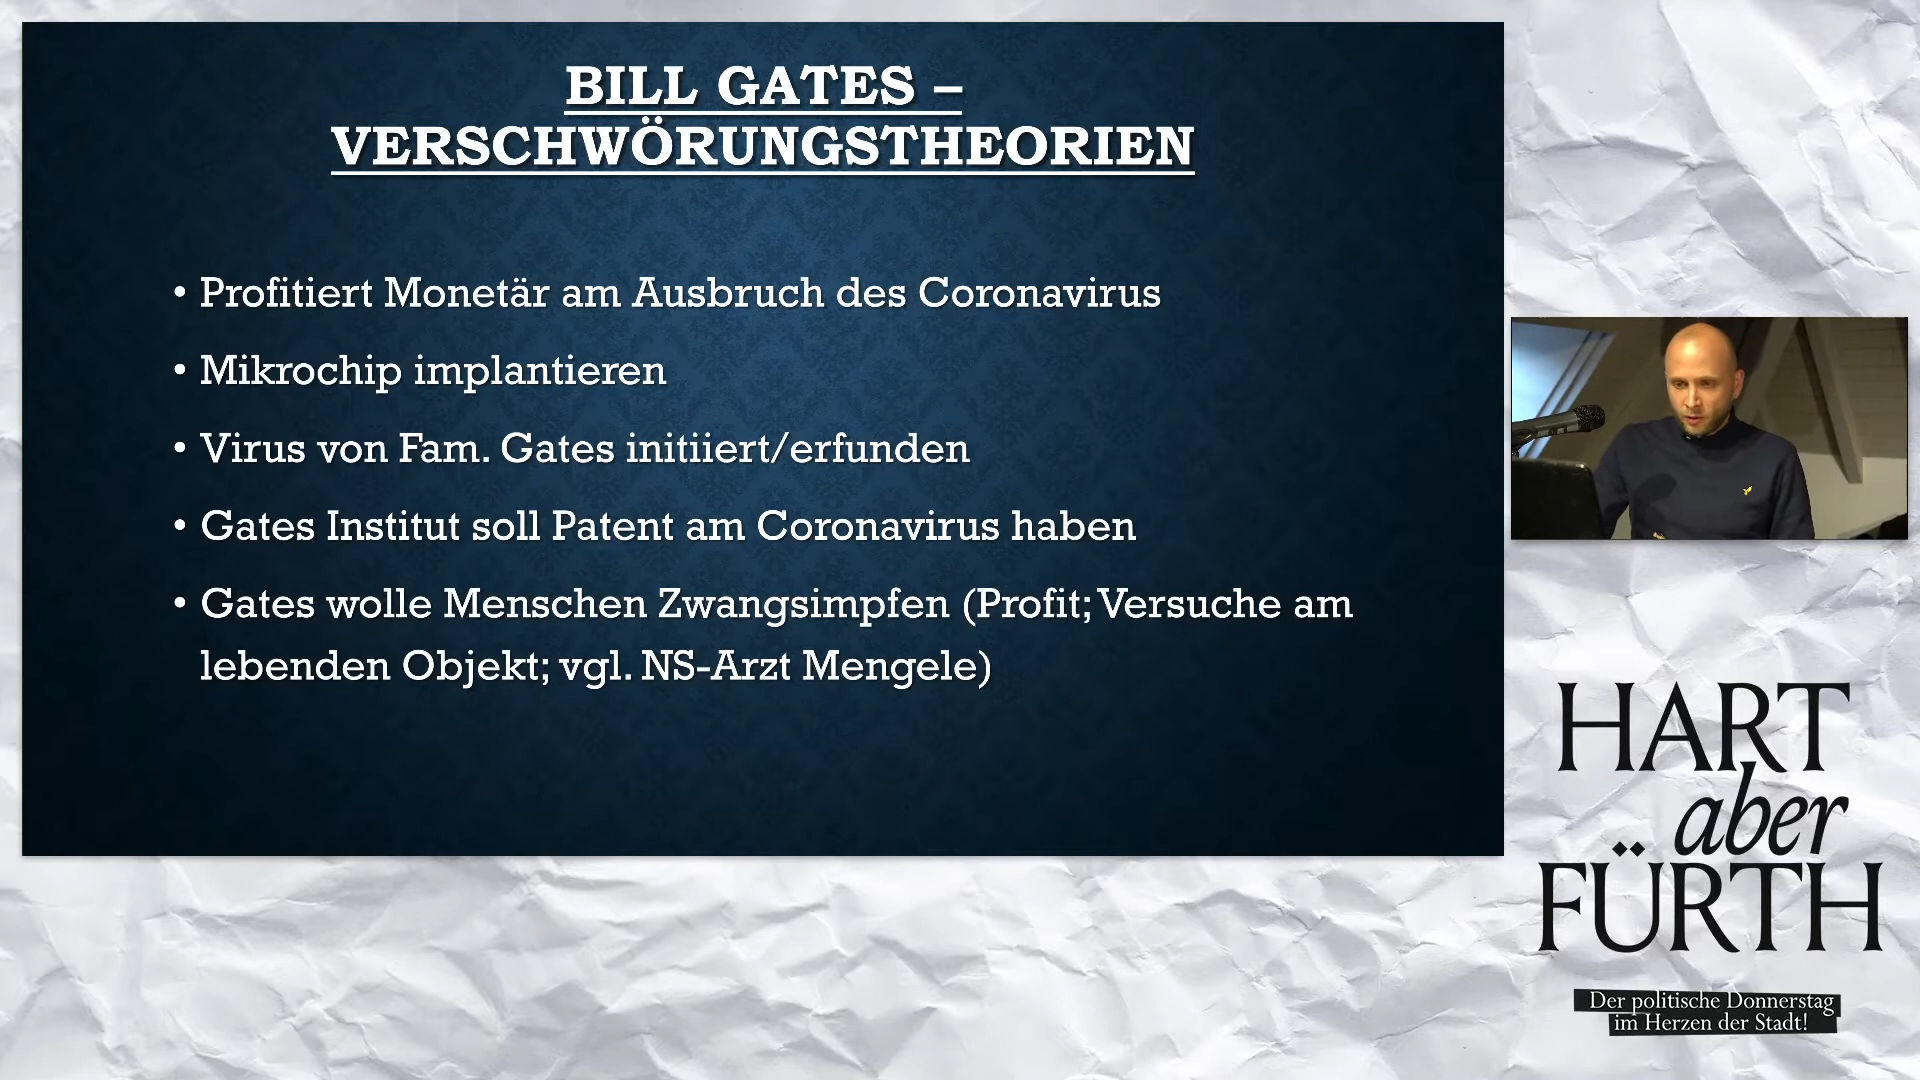 BILL GATES –
VERSCHWÖRUNGSTHEORIEN
• Profitiert Monetär am Ausbruch des Coronavirus
• Mikrochip implantieren
• Virus von Fam. Gates initiiert/erfunden
• Gates Institut soll Patent am Coronavirus haben
• Gates wolle Menschen Zwangsimpfen (Profit; Versuche am
lebenden Objekt; vgl. NS-Arzt Mengele)
HART
aber
FÜRTH
Der politische Donnerstag
im Herzen der Stadt!